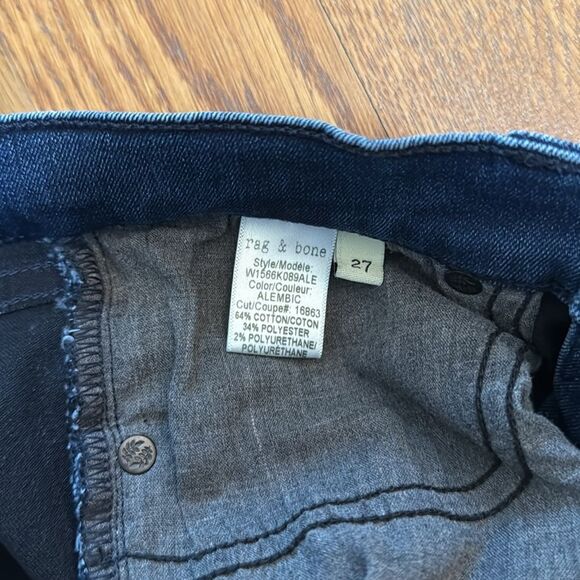 rag & bone
Style/Modèle:
W1566K089ALE
Color/Couleur:
ALEMBIC
Cut/Coupe#: 16863
64% COTTON/COTON
34% POLYESTER
2% POLYURETHANE/
POLYURÉTHANE
27